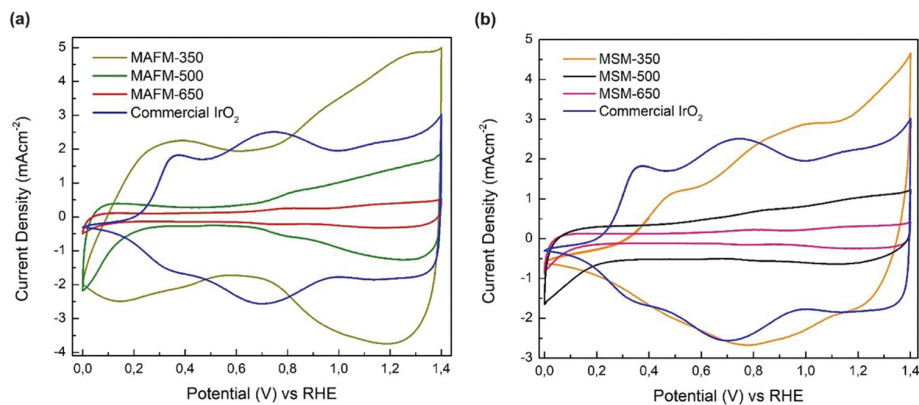 (a)
MAFM-350
MAFM-500
MAFM-650
Commercial IrO₂
Current Density (mAcm⁻²)
5
4
3
2
1
0
-1
-2
-3
-4
0,0 0,2 0,4 0,6 0,8 1,0 1,2 1,4
Potential (V) vs RHE
(b)
MSM-350
MSM-500
MSM-650
Commercial IrO₂
Current Density (mAcm⁻²)
5
4
3
2
1
0
-1
-2
-3
0,0 0,2 0,4 0,6 0,8 1,0 1,2 1,4
Potential (V) vs RHE